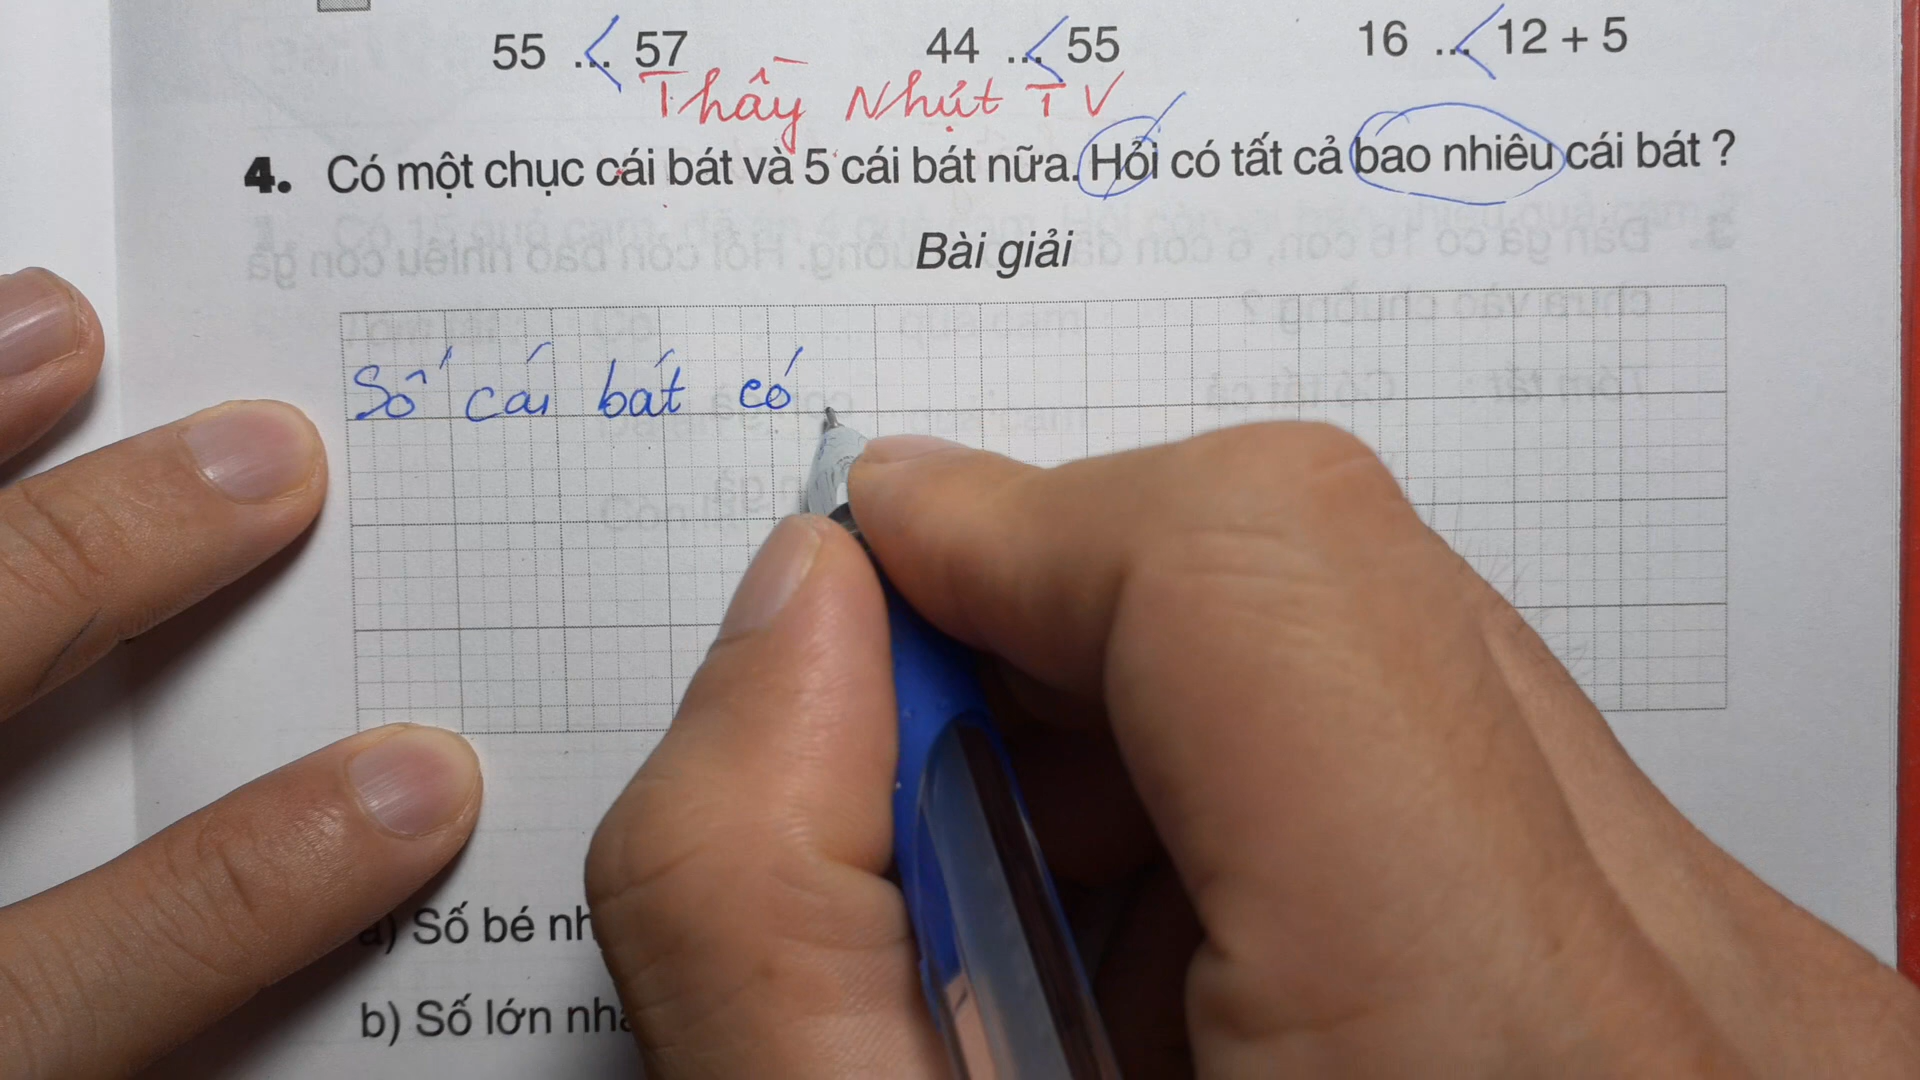 55 ... < 57 44 ... < 55 16 ... < 12 + 5
Thầy Nhựt TV
4. Có một chục cái bát và 5 cái bát nữa. Hỏi có tất cả bao nhiêu cái bát ?
Bài giải
Số cái bát có
a) Số bé
b) Số lớn